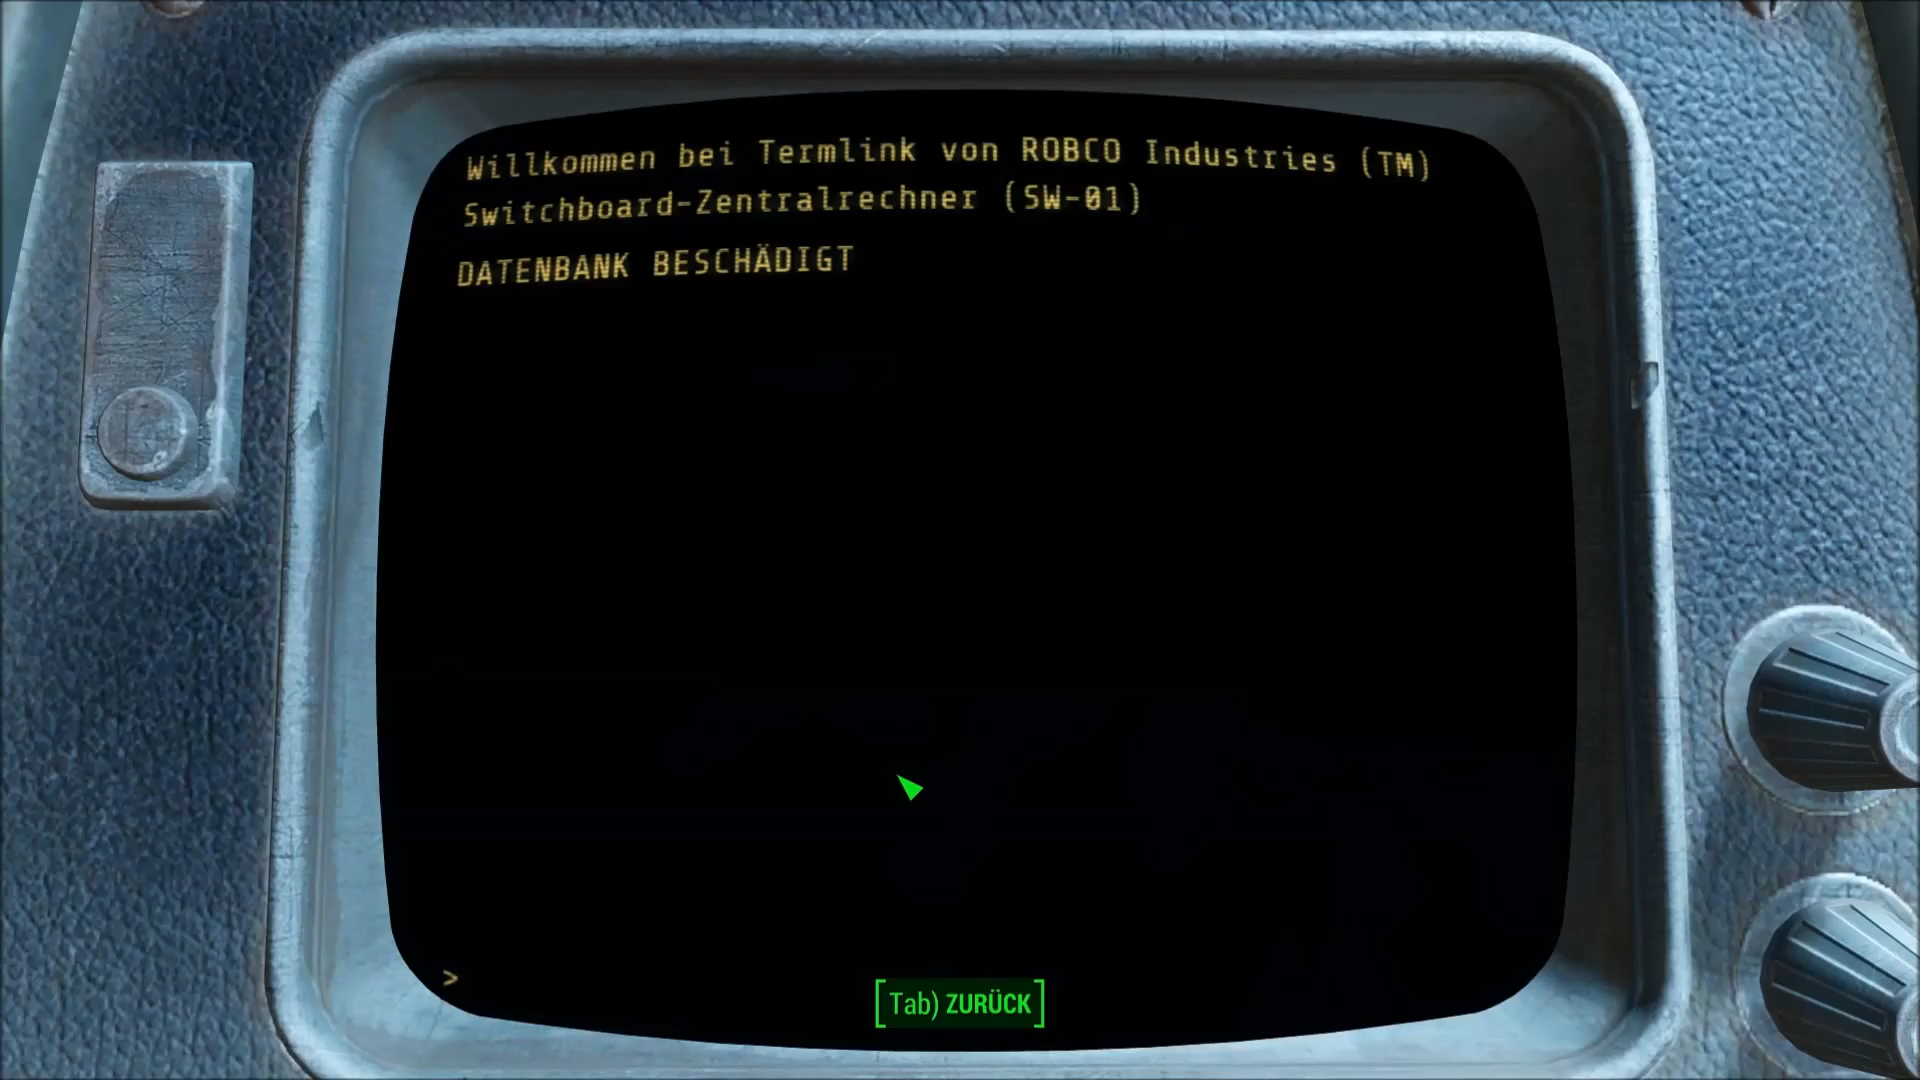 Willkommen bei Termlink von ROBCO Industries (TM)
Switchboard-Zentralrechner (SW-01)
DATENBANK BESCHÄDIGT
>
Tab) ZURÜCK